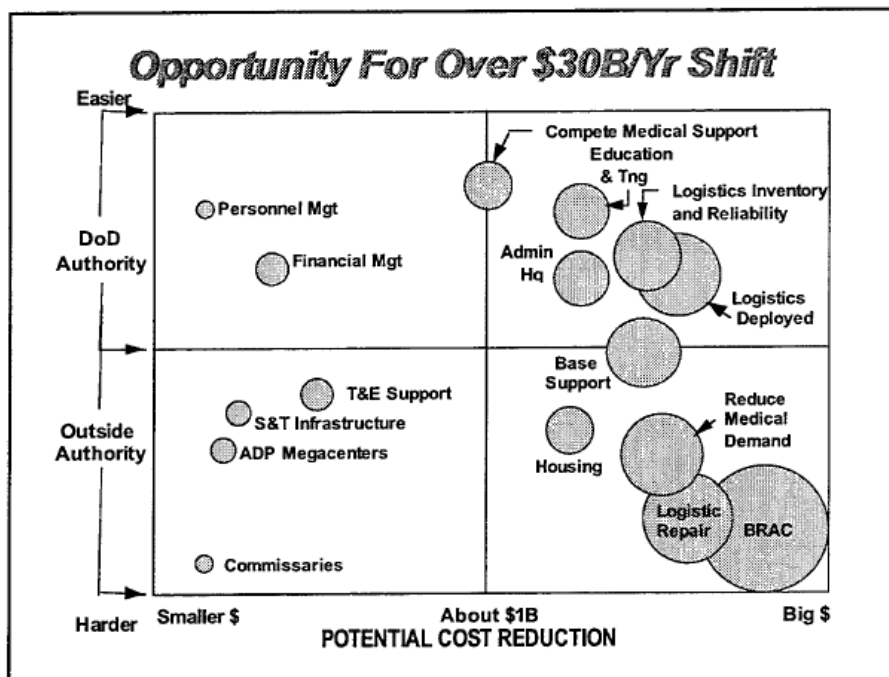 Opportunity For Over $30B/Yr Shift
Easier
Compete Medical Support
Education
& Tng
Logistics Inventory
and Reliability
Personnel Mgt
DoD
Authority
Financial Mgt
Admin
Hq
Logistics
Deployed
Base
Support
T&E Support
S&T Infrastructure
Reduce
Medical
Demand
Outside
Authority
ADP Megacenters
Housing
Logistic
Repair
BRAC
Commissaries
Harder
Smaller $
About $1B
Big $
POTENTIAL COST REDUCTION